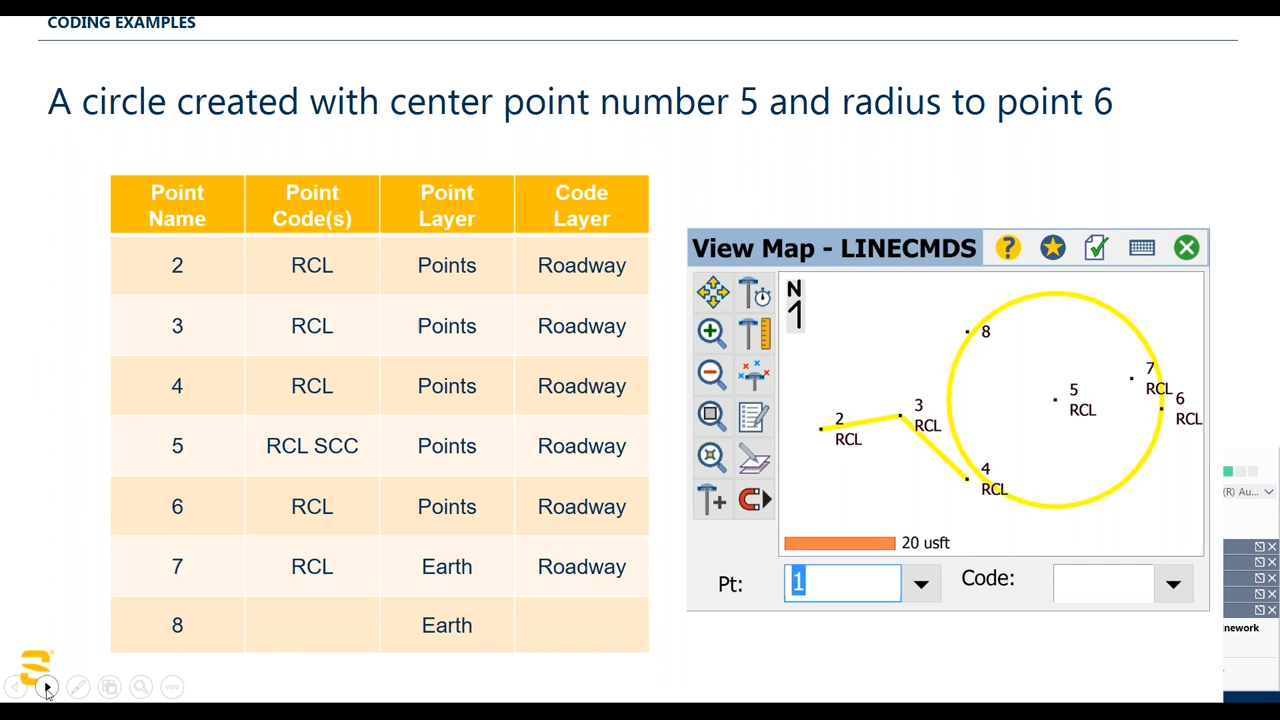 CODING EXAMPLES
A circle created with center point number 5 and radius to point 6
Point Name Point Code(s) Point Layer Code Layer
2 RCL Points Roadway
3 RCL Points Roadway
4 RCL Points Roadway
5 RCL SCC Points Roadway
6 RCL Points Roadway
7 RCL Earth Roadway
8 Earth
View Map - LINECMDS
N
1
8
7
RCL
6
RCL
5
RCL
3
RCL
2
RCL
4
RCL
20 usft
Pt: 1 Code:
(R) Au...
nework